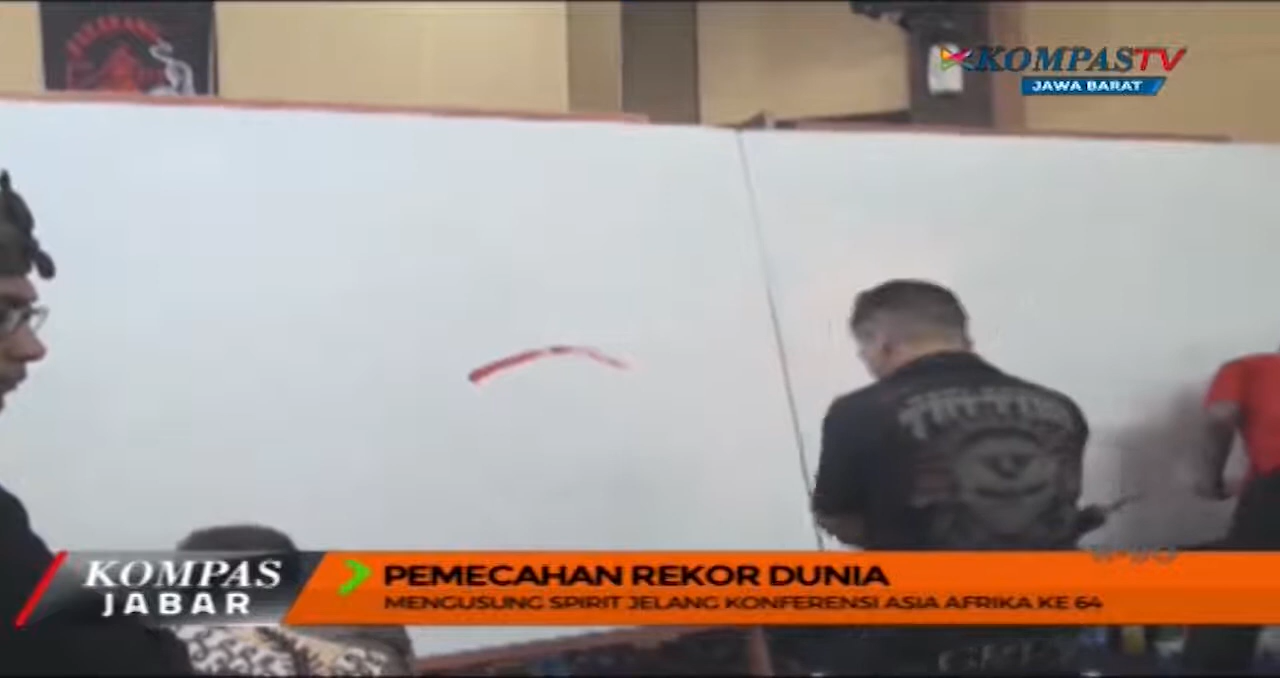 KOMPASTV
JAWA BARAT
KOMPAS
JABAR
PEMECAHAN REKOR DUNIA
MENGUSUNG SPIRIT JELANG KONFERENSI ASIA AFRIKA KE 64